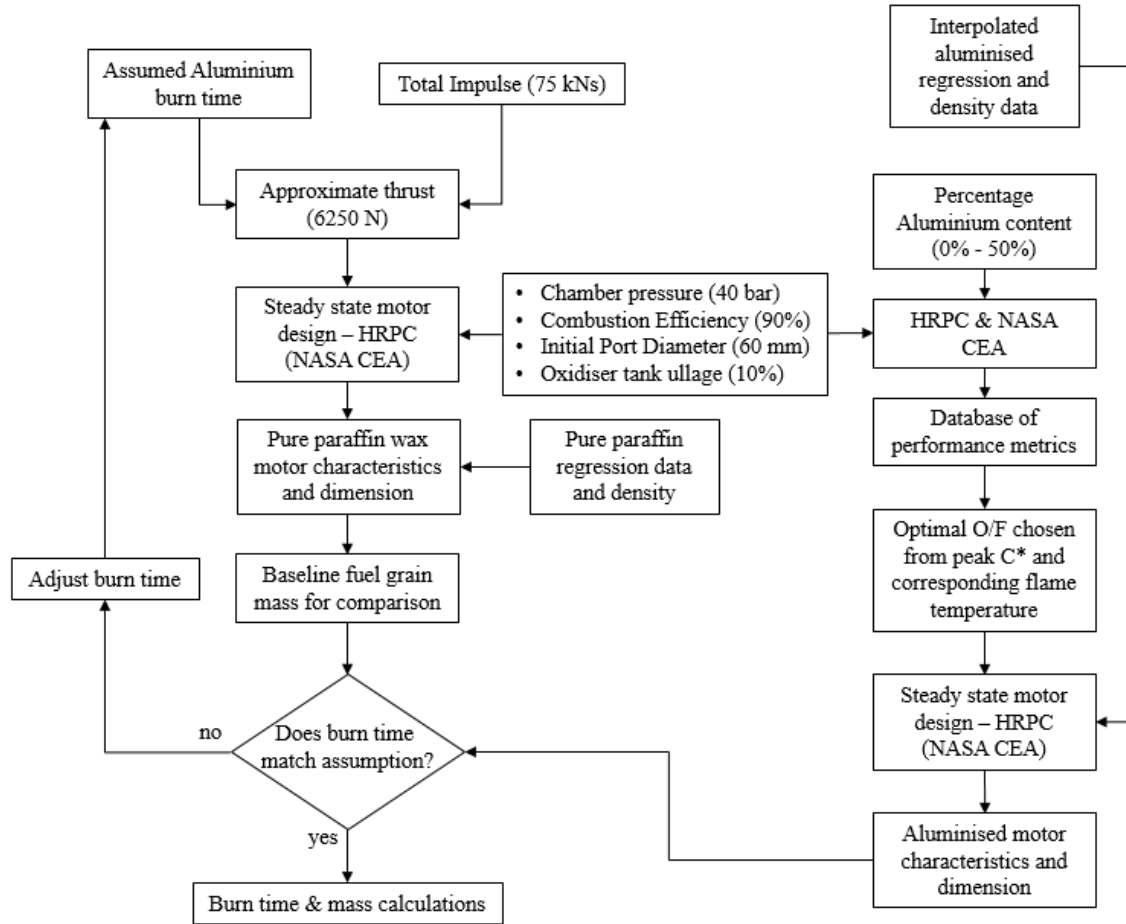 Assumed Aluminium
burn time
Total Impulse (75 kNs)
Interpolated
aluminised
regression and
density data
Approximate thrust
(6250 N)
Percentage
Aluminium content
(0% - 50%)
Steady state motor
design – HRPC
(NASA CEA)
• Chamber pressure (40 bar)
• Combustion Efficiency (90%)
• Initial Port Diameter (60 mm)
• Oxidiser tank ullage (10%)
HRPC & NASA
CEA
Pure paraffin wax
motor characteristics
and dimension
Pure paraffin
regression data
and density
Database of
performance metrics
Adjust burn time
Baseline fuel grain
mass for comparison
Optimal O/F chosen
from peak C* and
corresponding flame
temperature
no
Does burn time
match assumption?
Steady state motor
design – HRPC
(NASA CEA)
yes
Aluminised motor
characteristics and
dimension
Burn time & mass calculations